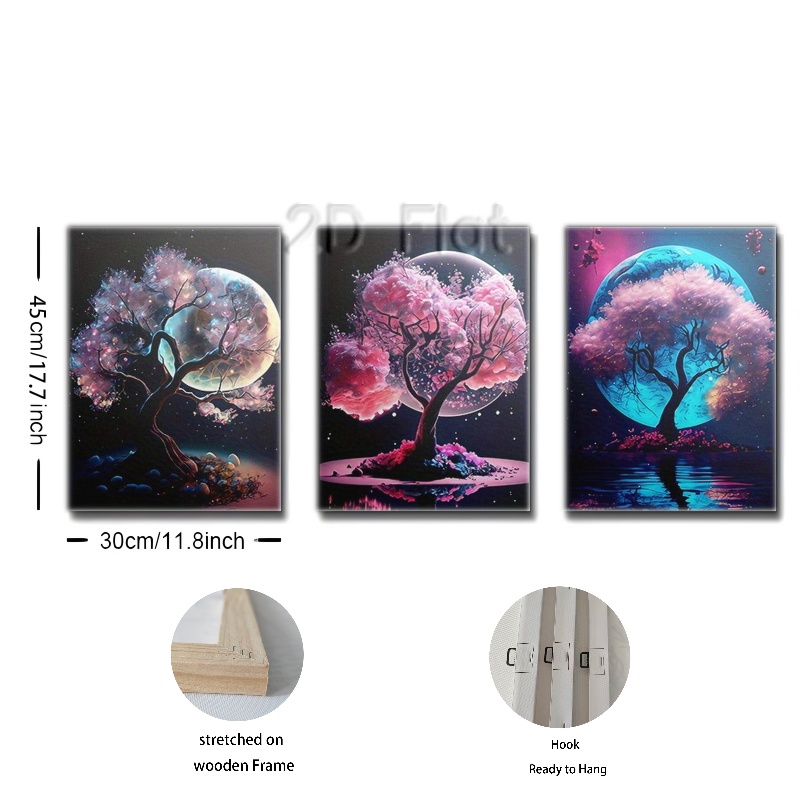 2D Flat
45cm/17.7inch
30cm/11.8inch
stretched on
wooden Frame
Hook
Ready to Hang